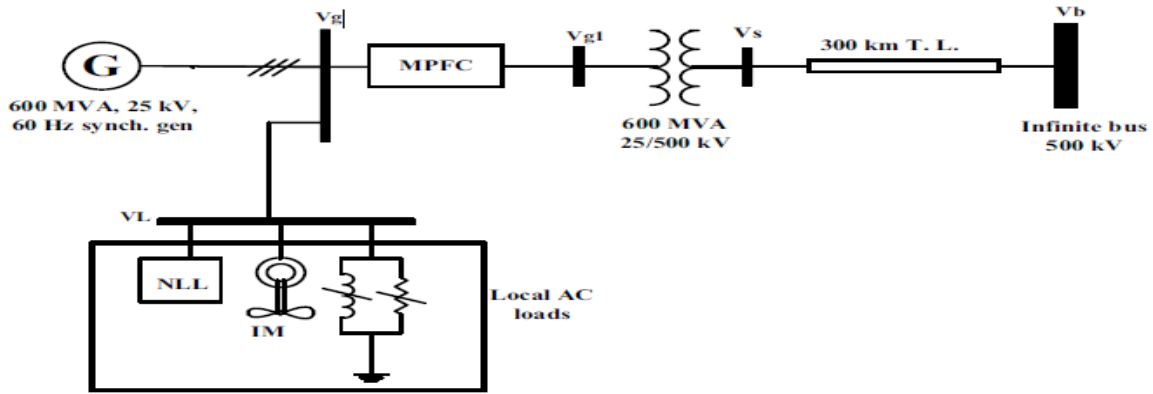 Vg
G
600 MVA, 25 kV,
60 Hz synch. gen
MPFC
Vg1
Vs
600 MVA
25/500 kV
300 km T. L.
Vb
Infinite bus
500 kV
VL
NLL
IM
Local AC
loads